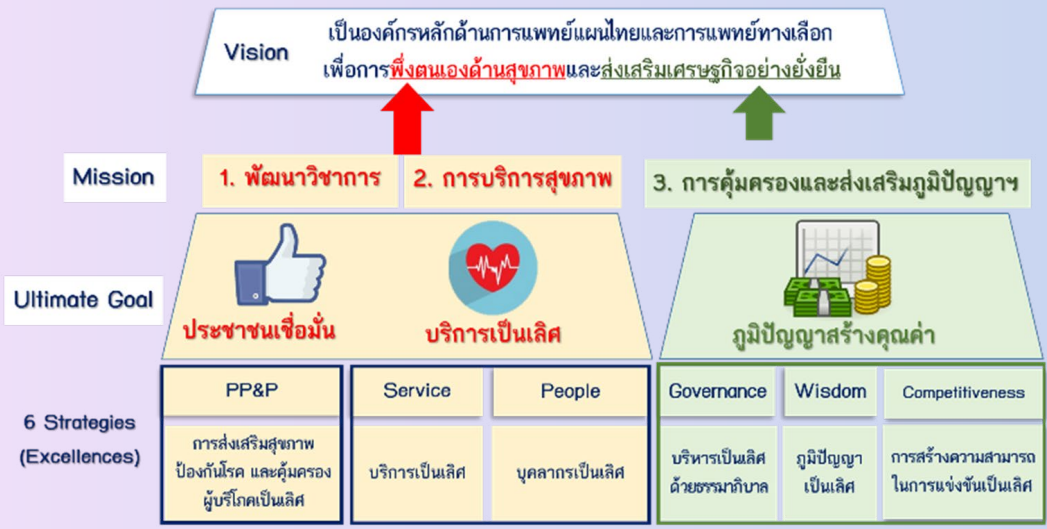 Vision
เป็นองค์กรหลักด้านการแพทย์แผนไทยและการแพทย์ทางเลือก
เพื่อการพึ่งตนเองด้านสุขภาพและส่งเสริมเศรษฐกิจอย่างยั่งยืน
Mission
1. พัฒนาวิชาการ
2. การบริการสุขภาพ
3. การคุ้มครองและส่งเสริมภูมิปัญญาฯ
Ultimate Goal
ประชาชนเชื่อมั่น
บริการเป็นเลิศ
ภูมิปัญญาสร้างคุณค่า
6 Strategies
(Excellences)
PP&P
การส่งเสริมสุขภาพ
ป้องกันโรค และคุ้มครอง
ผู้บริโภคเป็นเลิศ
Service
บริการเป็นเลิศ
People
บุคลากรเป็นเลิศ
Governance
บริหารเป็นเลิศ
ด้วยธรรมาภิบาล
Wisdom
ภูมิปัญญา
เป็นเลิศ
Competitiveness
การสร้างความสามารถ
ในการแข่งขันเป็นเลิศ